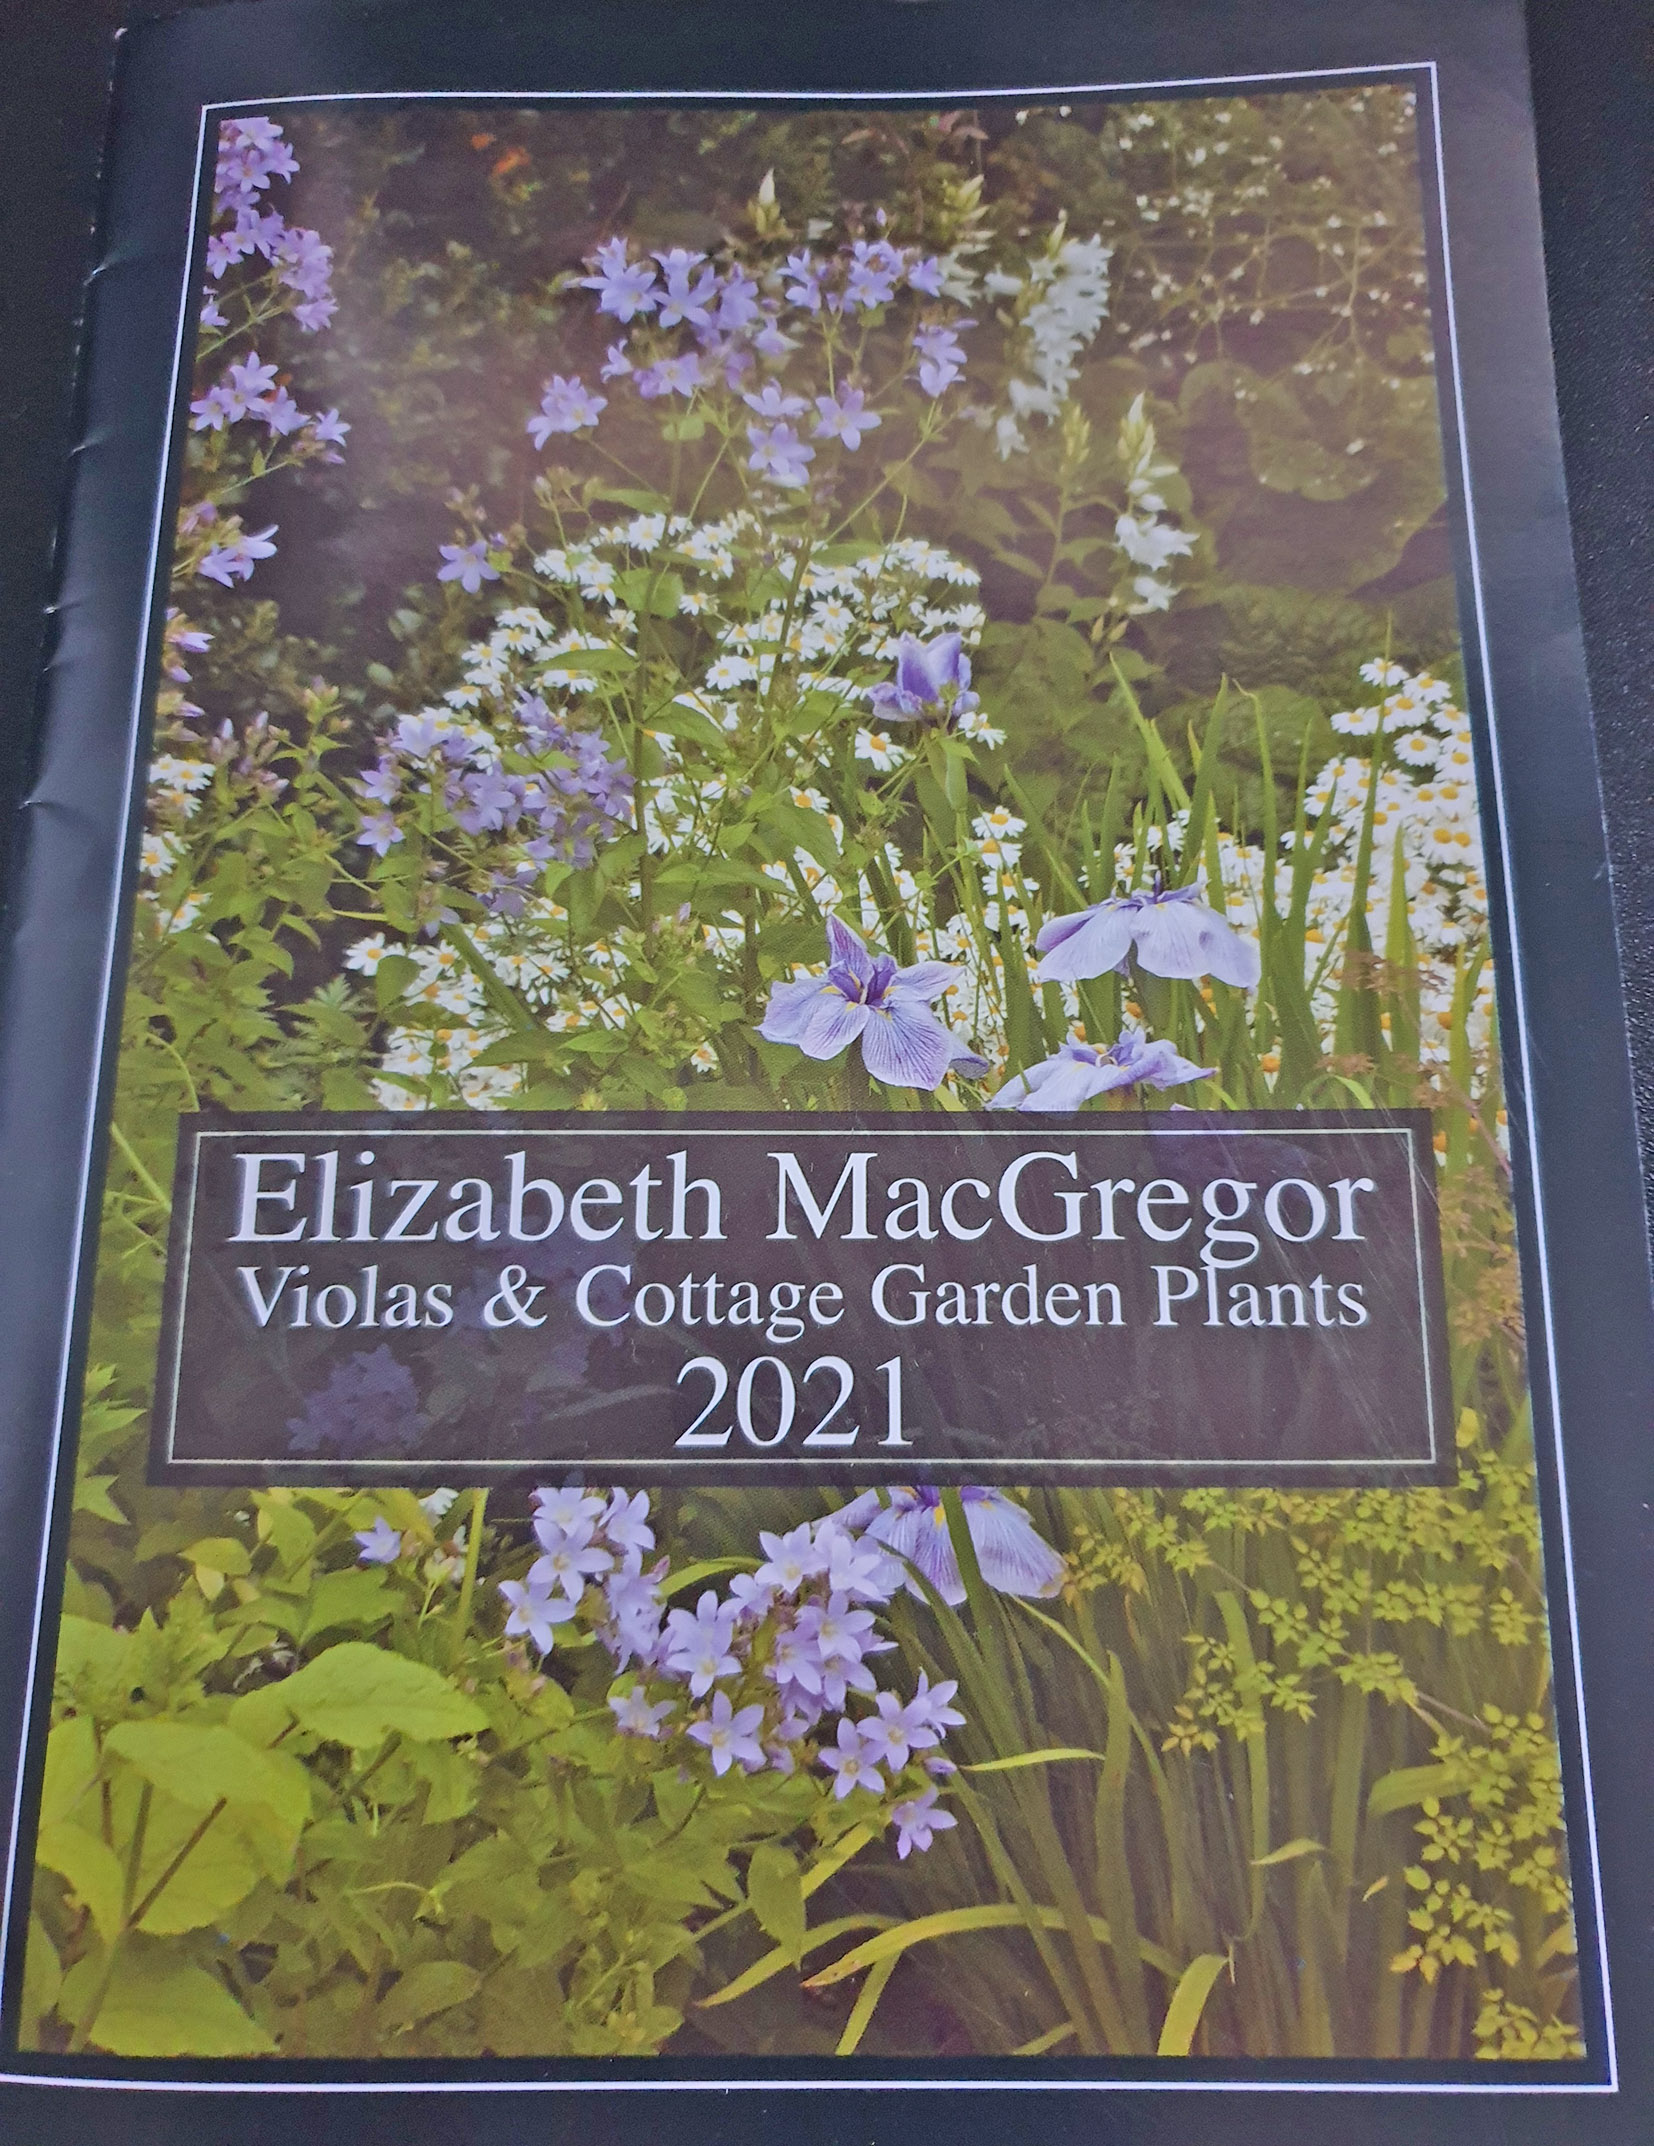 Elizabeth MacGregor
Violas & Cottage Garden Plants
2021